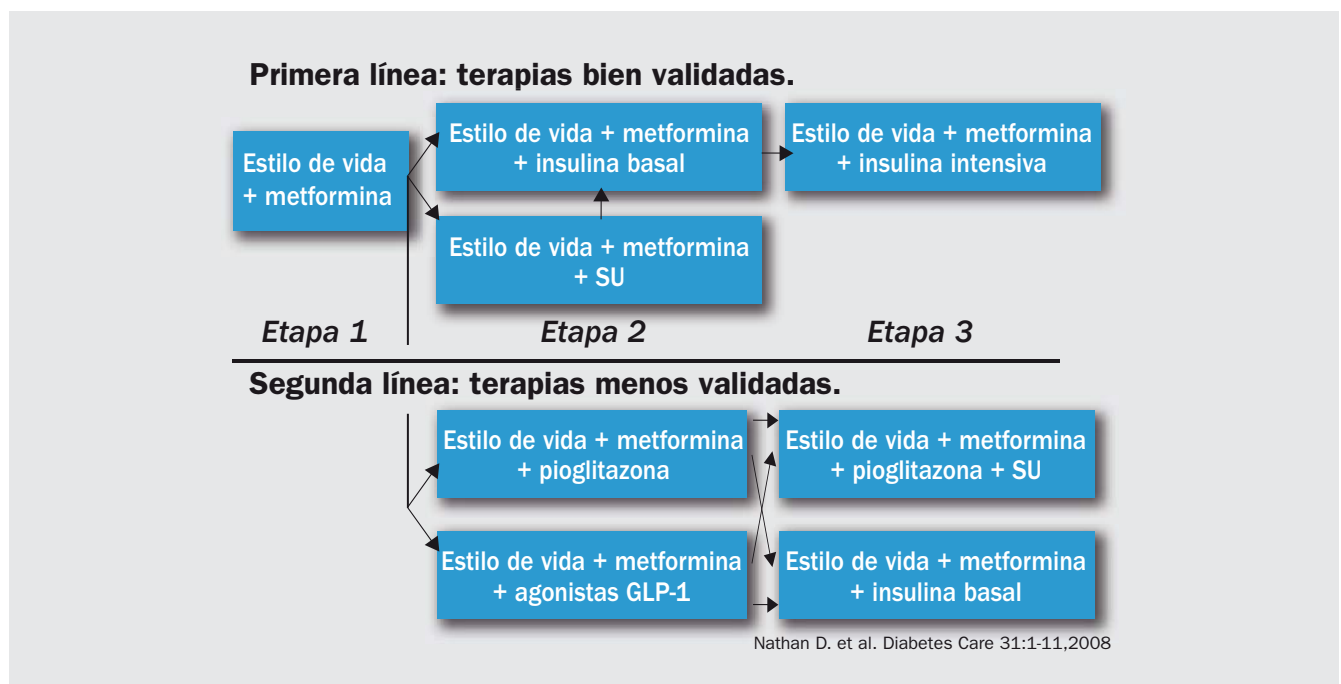 Primera línea: terapias bien validadas.
Estilo de vida
+ metformina
Estilo de vida + metformina
+ insulina basal
Estilo de vida + metformina
+ insulina intensiva
Estilo de vida + metformina
+ SU
Etapa 1
Etapa 2
Etapa 3
Segunda línea: terapias menos validadas.
Estilo de vida + metformina
+ pioglitazona
Estilo de vida + metformina
+ pioglitazona + SU
Estilo de vida + metformina
+ agonistas GLP-1
Estilo de vida + metformina
+ insulina basal
Nathan D. et al. Diabetes Care 31:1-11,2008